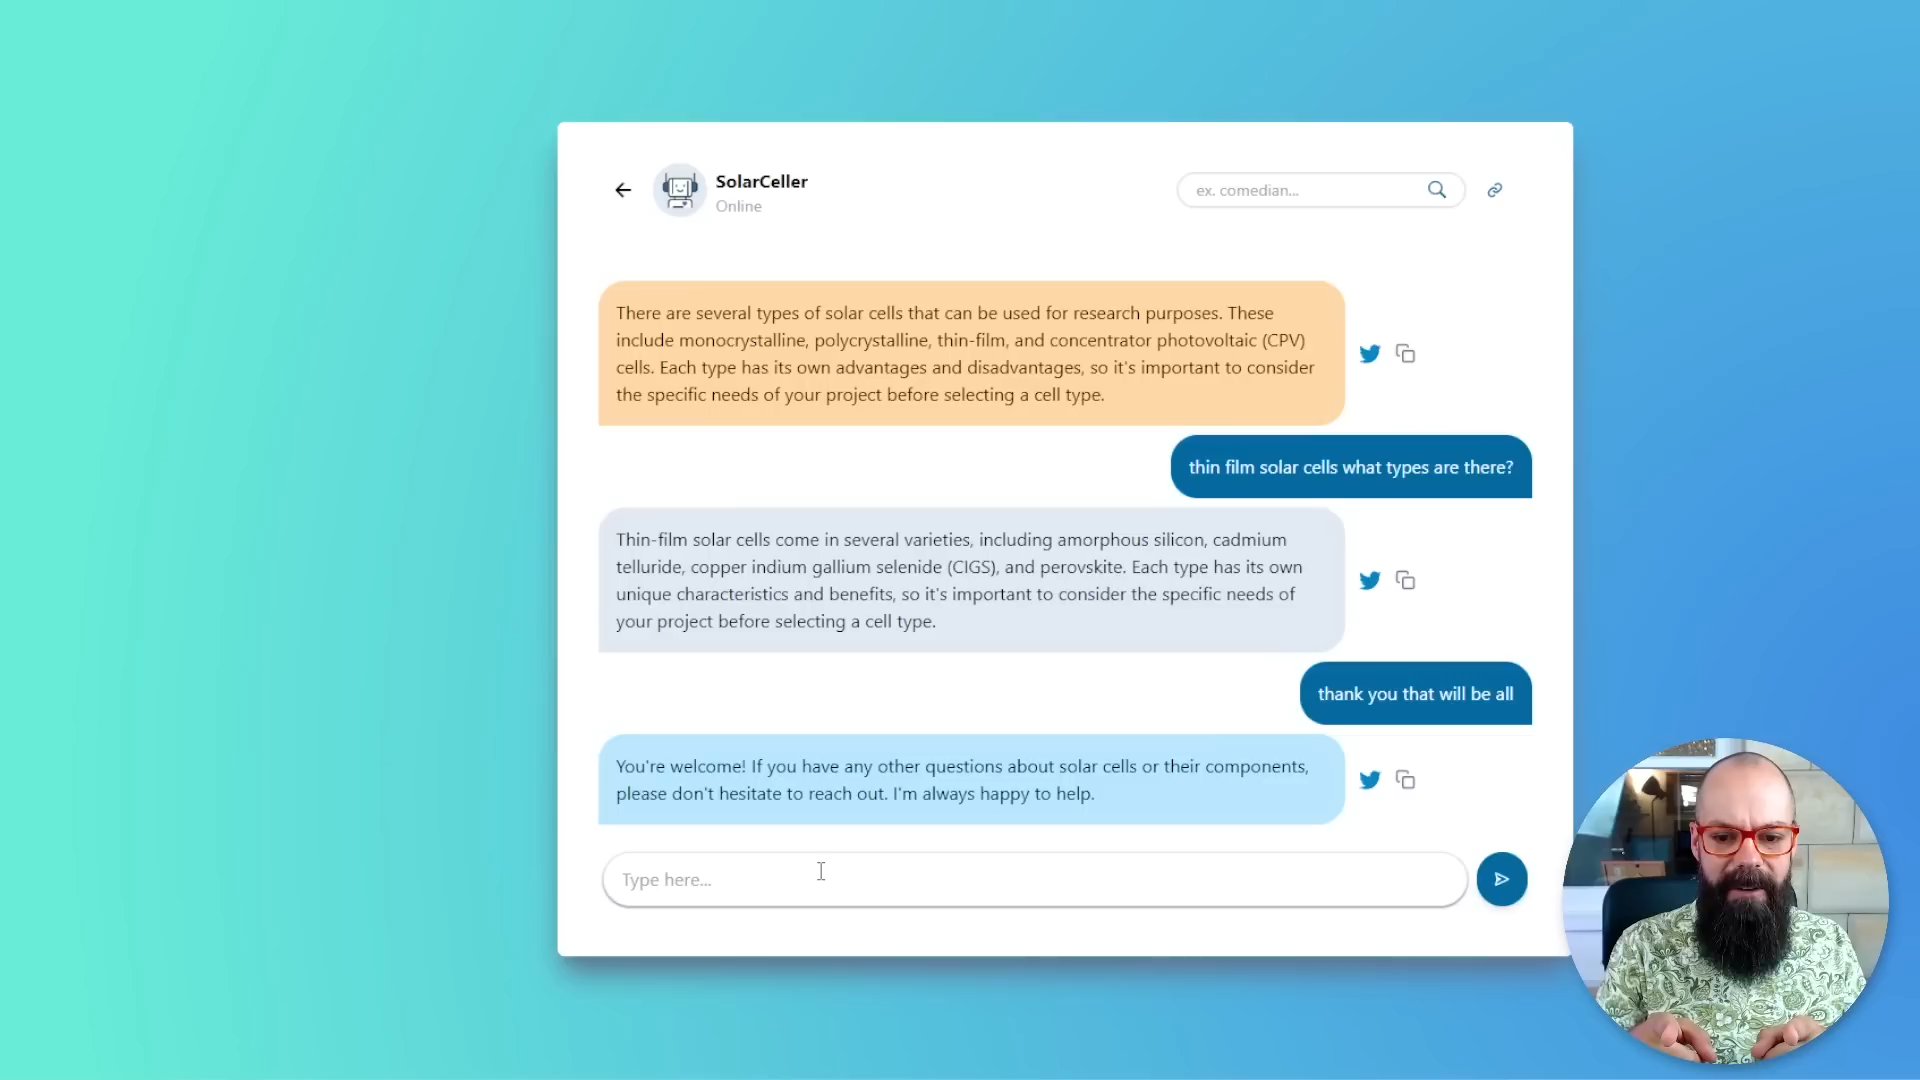 SolarCeller
Online
ex. comedian...
There are several types of solar cells that can be used for research purposes. These
include monocrystalline, polycrystalline, thin-film, and concentrator photovoltaic (CPV)
cells. Each type has its own advantages and disadvantages, so it's important to consider
the specific needs of your project before selecting a cell type.
thin film solar cells what types are there?
Thin-film solar cells come in several varieties, including amorphous silicon, cadmium
telluride, copper indium gallium selenide (CIGS), and perovskite. Each type has its own
unique characteristics and benefits, so it's important to consider the specific needs of
your project before selecting a cell type.
thank you that will be all
You're welcome! If you have any other questions about solar cells or their components,
please don't hesitate to reach out. I'm always happy to help.
Type here...